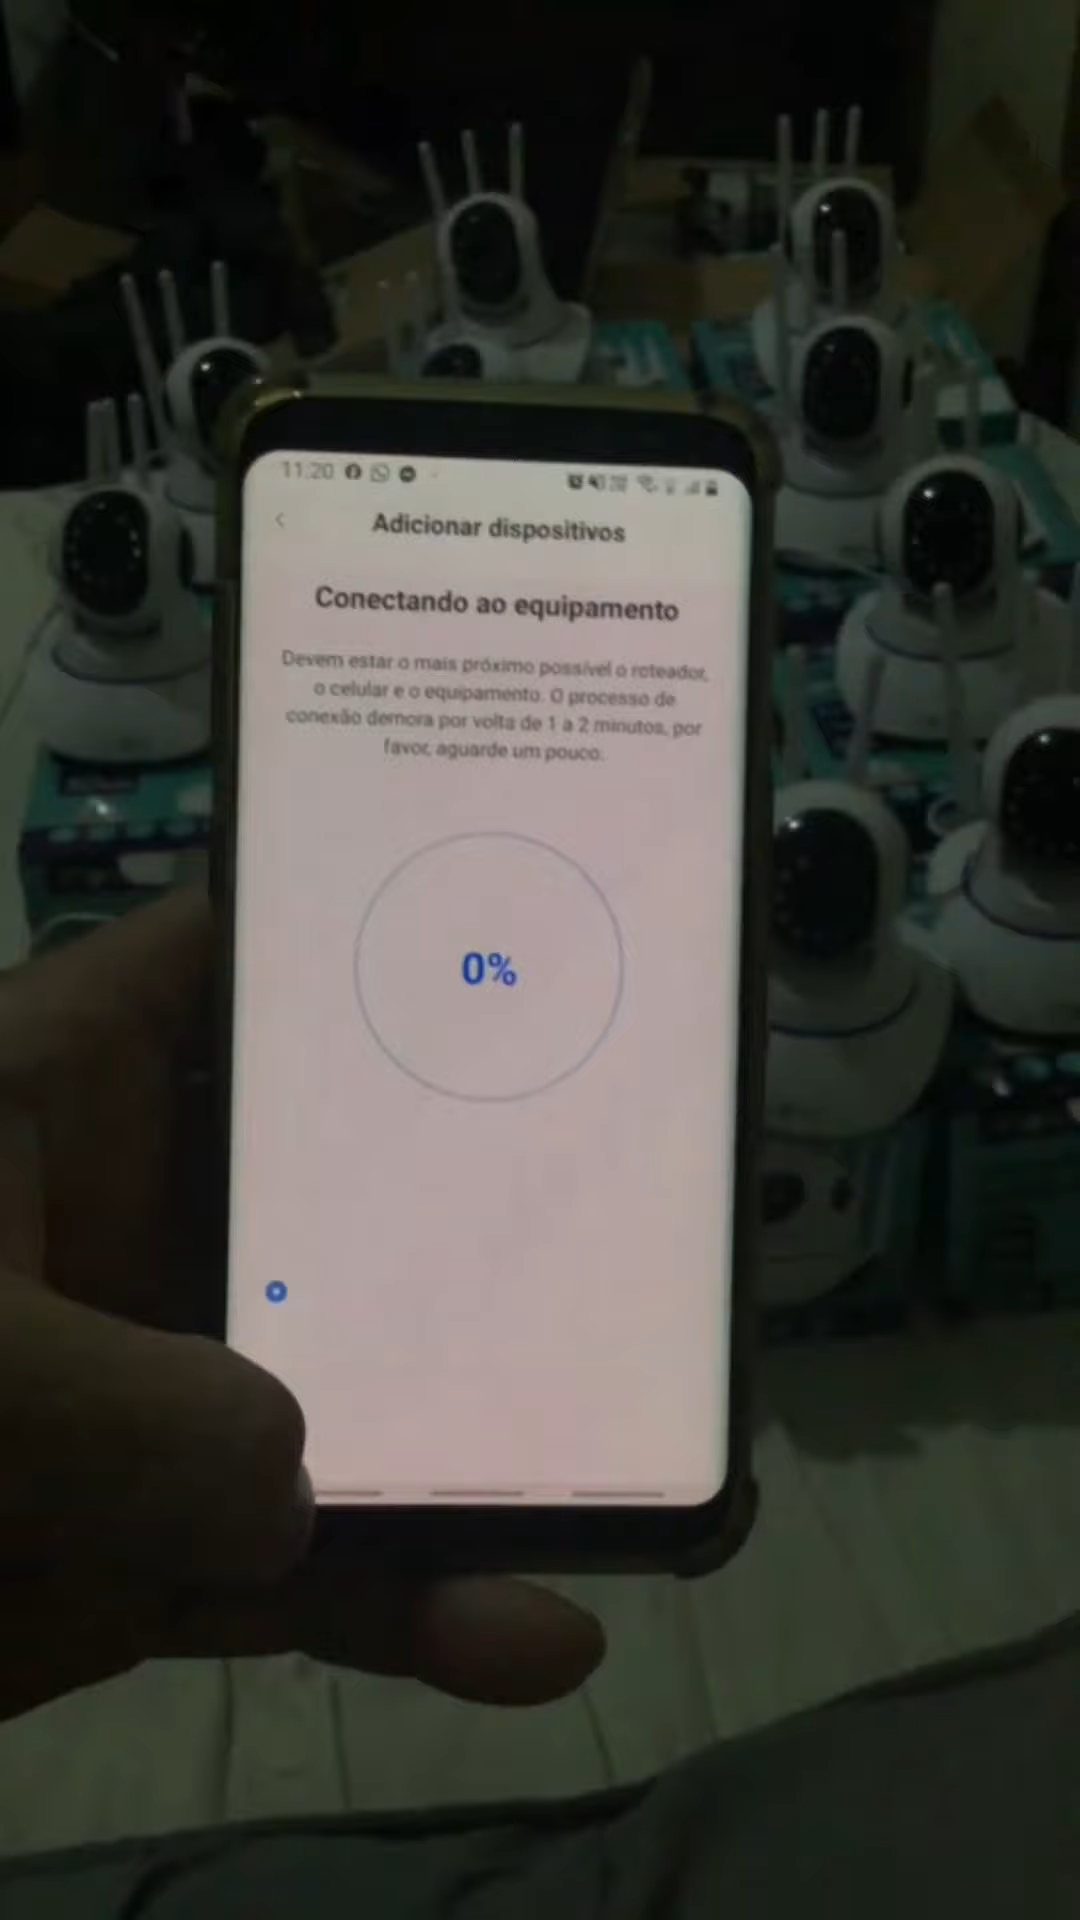 11:20
Adicionar dispositivos
Conectando ao equipamento
Devem estar o mais próximo possível o roteador,
o celular e o equipamento. O processo de
conexão demora por volta de 1 a 2 minutos, por
favor, aguarde um pouco.
0%